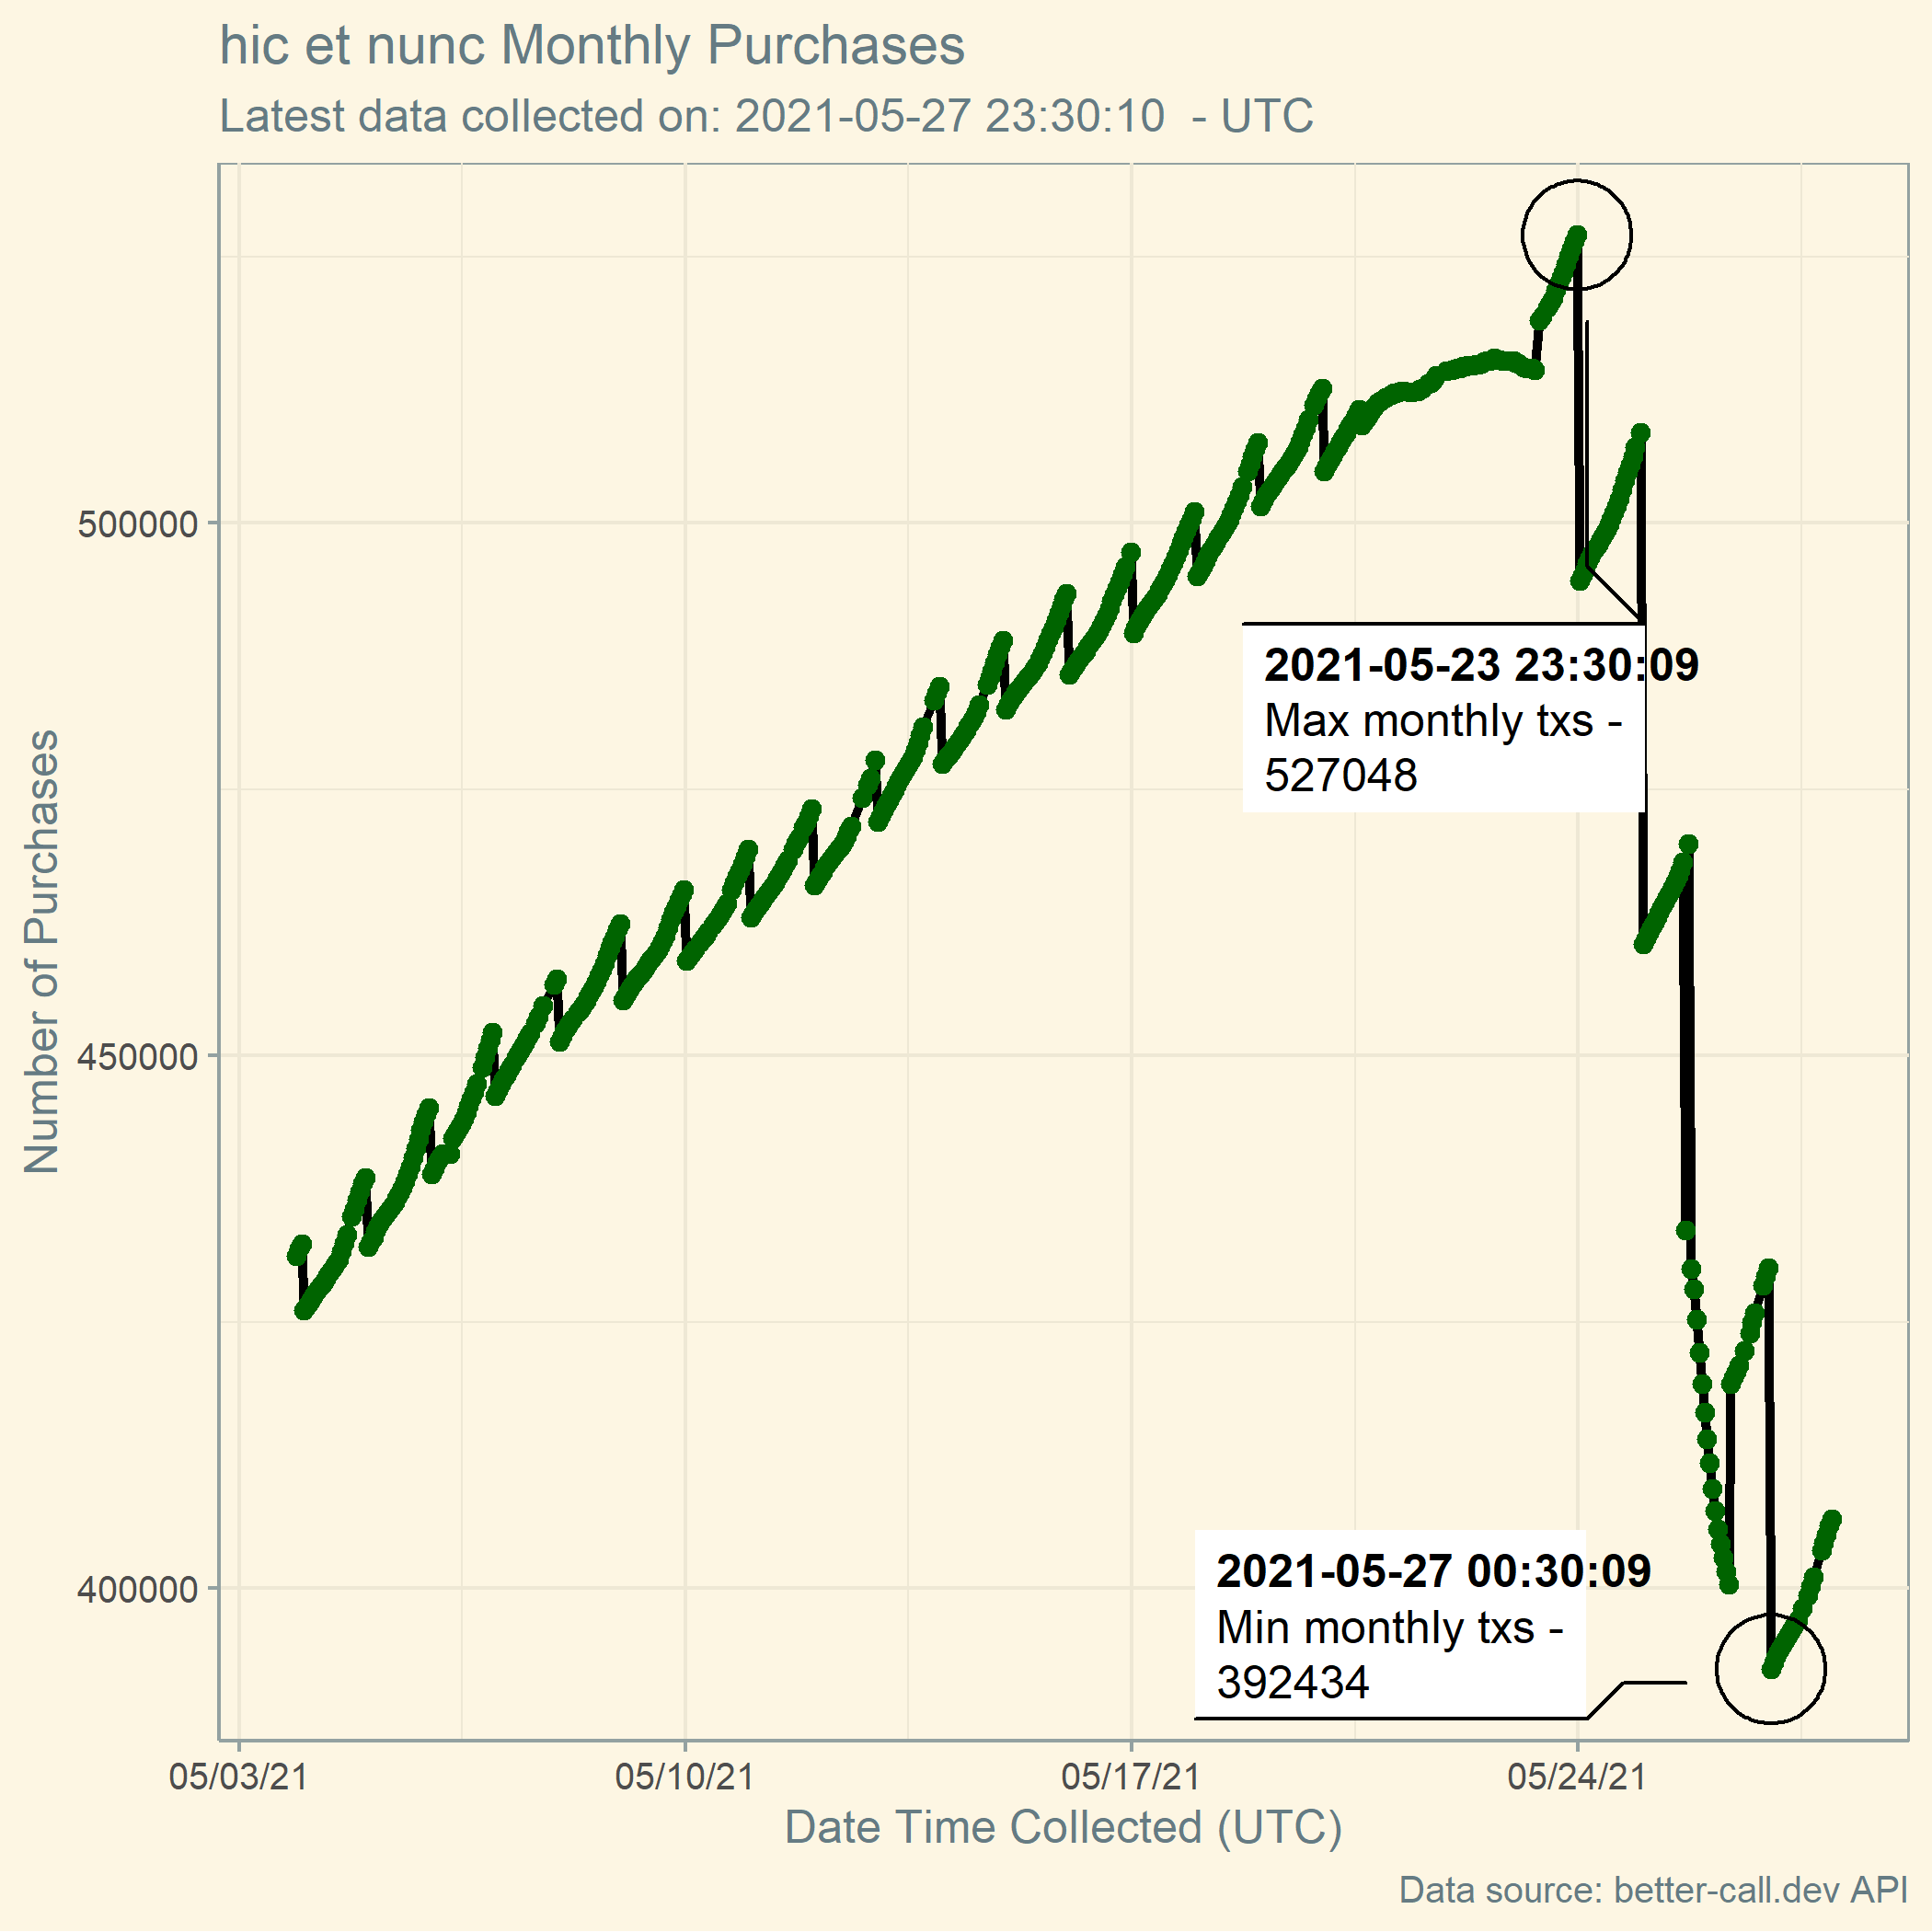 hic et nunc Monthly Purchases
Latest data collected on: 2021-05-27 23:30:10  - UTC
Number of Purchases
500000
450000
400000
2021-05-23 23:30:09
Max monthly txs -
527048
2021-05-27 00:30:09
Min monthly txs -
392434
05/03/21
05/10/21
05/17/21
05/24/21
Date Time Collected (UTC)
Data source: better-call.dev API